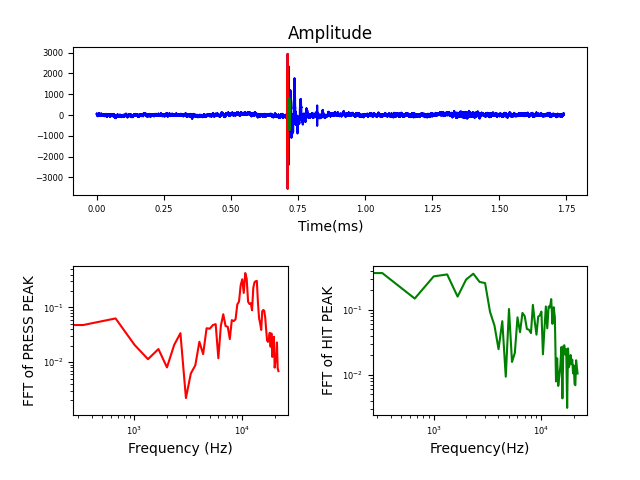 Amplitude
3000
2000
1000
0
−1000
−2000
−3000
0.00 0.25 0.50 0.75 1.00 1.25 1.50 1.75
Time(ms)
FFT of PRESS PEAK
10⁻¹
10⁻²
10³ 10⁴
Frequency (Hz)
FFT of HIT PEAK
10⁻¹
10⁻²
10³ 10⁴
Frequency(Hz)